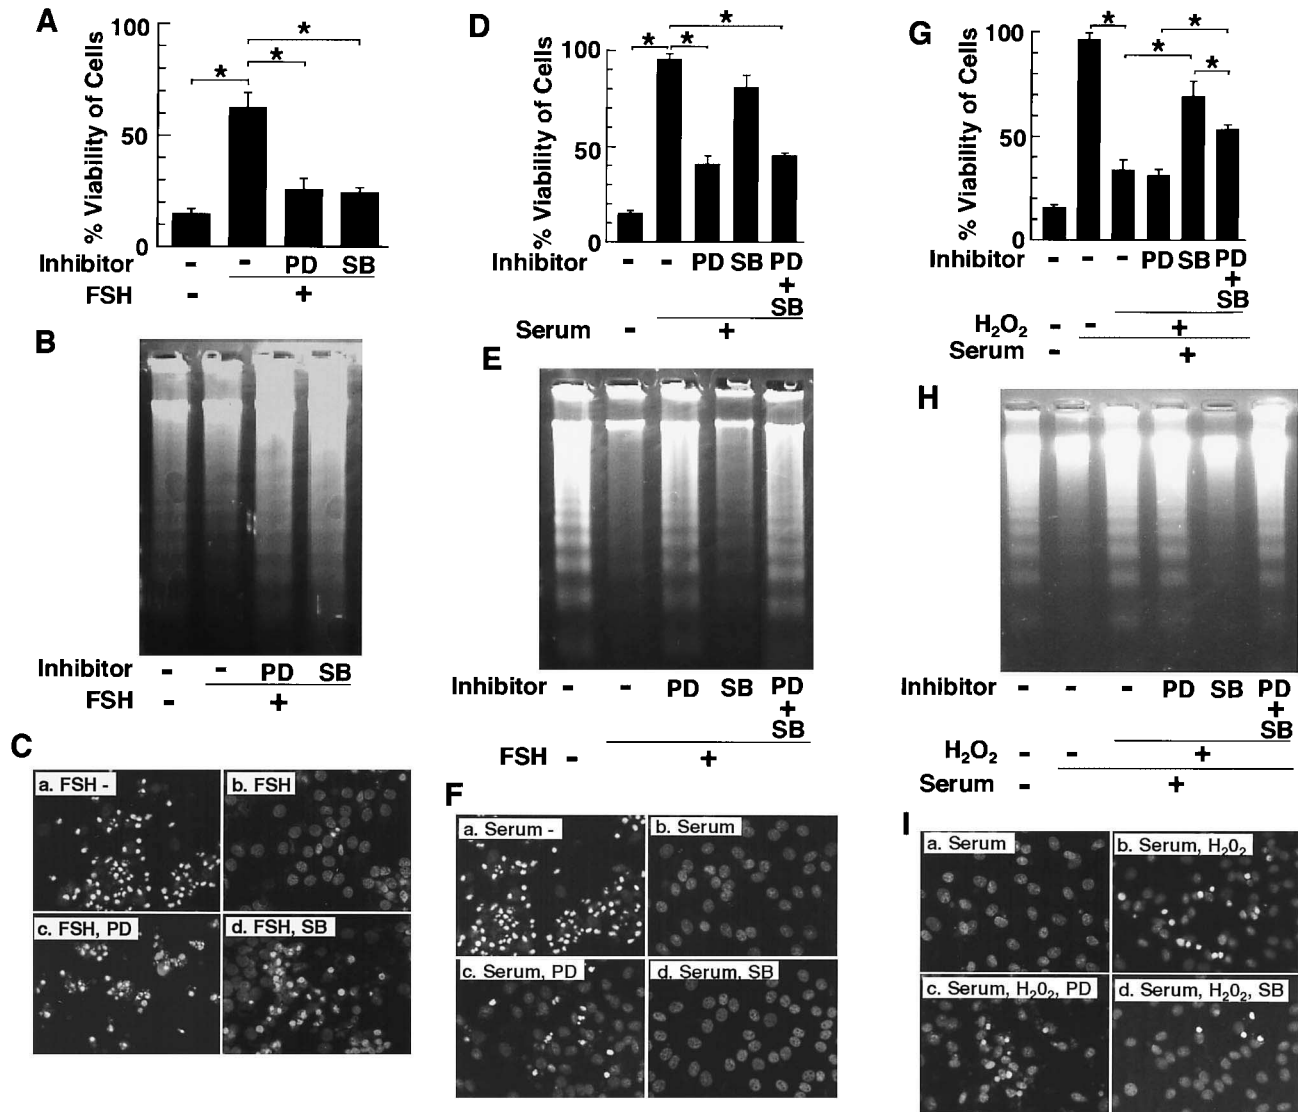 A
% Viability of Cells
100
50
0
*
*
*
Inhibitor - - PD SB
FSH - +
B
Inhibitor - - PD SB
FSH - +
C
a. FSH -
b. FSH
c. FSH, PD
d. FSH, SB
D
% Viability of Cells
100
50
0
*
*
*
Inhibitor - - PD SB PD
+
SB
Serum - +
E
Inhibitor - - PD SB PD
+
SB
FSH - +
F
a. Serum -
b. Serum
c. Serum, PD
d. Serum, SB
G
% Viability of Cells
100
50
0
*
*
*
*
Inhibitor - - - PD SB PD
+
SB
H₂O₂ - - +
Serum - +
H
Inhibitor - - - PD SB PD
+
SB
H₂O₂ - - +
Serum - +
I
a. Serum
b. Serum, H₂O₂
c. Serum, H₂O₂, PD
d. Serum, H₂O₂, SB